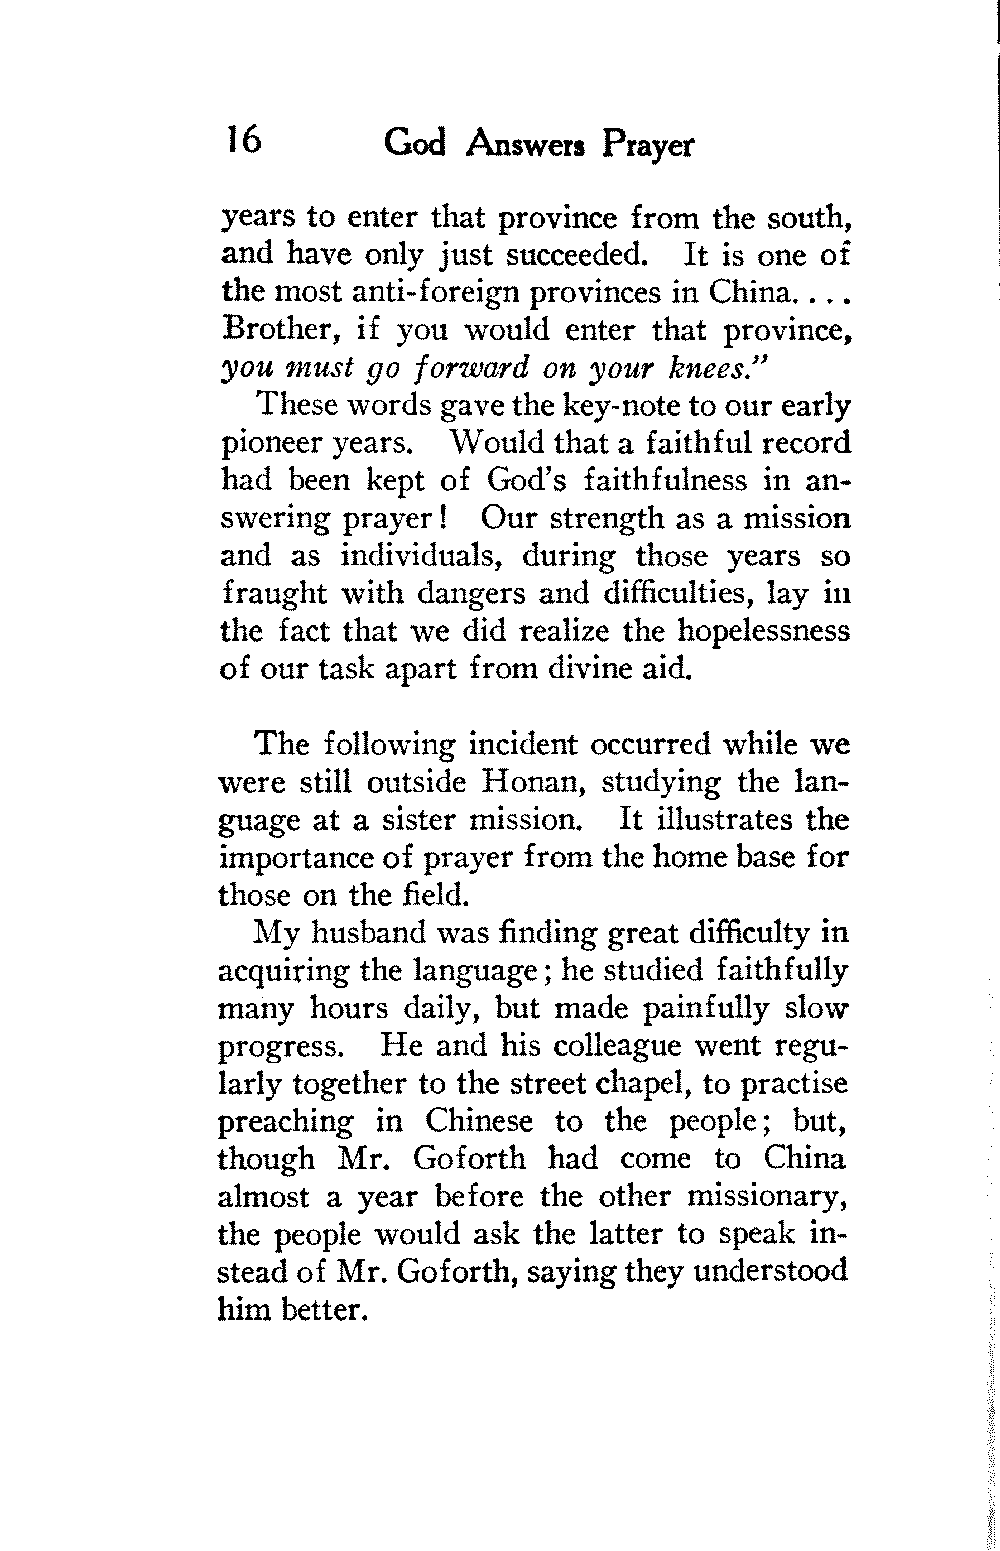 16 God Answers Prayer
years to enter that province from the south,
and have only just succeeded. It is one of
the most anti-foreign provinces in China. . . .
Brother, if you would enter that province,
you must go forward on your knees."
These words gave the key-note to our early
pioneer years. Would that a faithful record
had been kept of God's faithfulness in an-
swering prayer! Our strength as a mission
and as individuals, during those years so
fraught with dangers and difficulties, lay in
the fact that we did realize the hopelessness
of our task apart from divine aid.
The following incident occurred while we
were still outside Honan, studying the lan-
guage at a sister mission. It illustrates the
importance of prayer from the home base for
those on the field.
My husband was finding great difficulty in
acquiring the language; he studied faithfully
many hours daily, but made painfully slow
progress. He and his colleague went regu-
larly together to the street chapel, to practise
preaching in Chinese to the people; but,
though Mr. Goforth had come to China
almost a year before the other missionary,
the people would ask the latter to speak in-
stead of Mr. Goforth, saying they understood
him better.